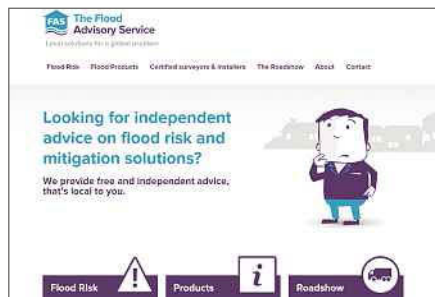 FAS
The Flood
Advisory Service
Local solutions for a global problem
Flood Risk Flood Products Certified surveyors & installers The Roadshow About Contact
Looking for independent
advice on flood risk and
mitigation solutions?
We provide free and independent advice,
that's local to you.
Flood Risk ! Products i Roadshow